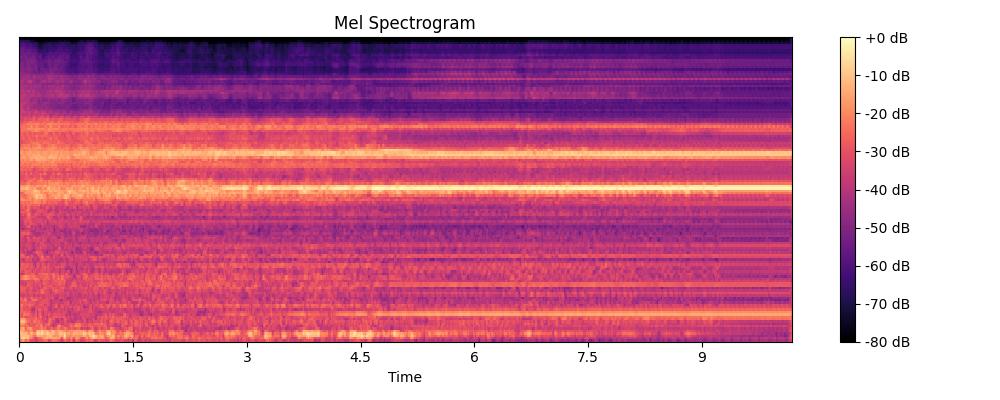 Mel Spectrogram
+0 dB
-10 dB
-20 dB
-30 dB
-40 dB
-50 dB
-60 dB
-70 dB
-80 dB
0 1.5 3 4.5 6 7.5 9
Time